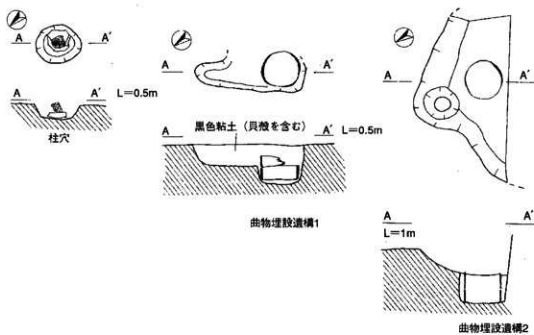 A A′
A A′
L=0.5m
柱穴
A A′
黒色粘土（貝殻を含む）
A A′
L=0.5m
曲物埋設遺構1
A A′
A A′
L=1m
曲物埋設遺構2